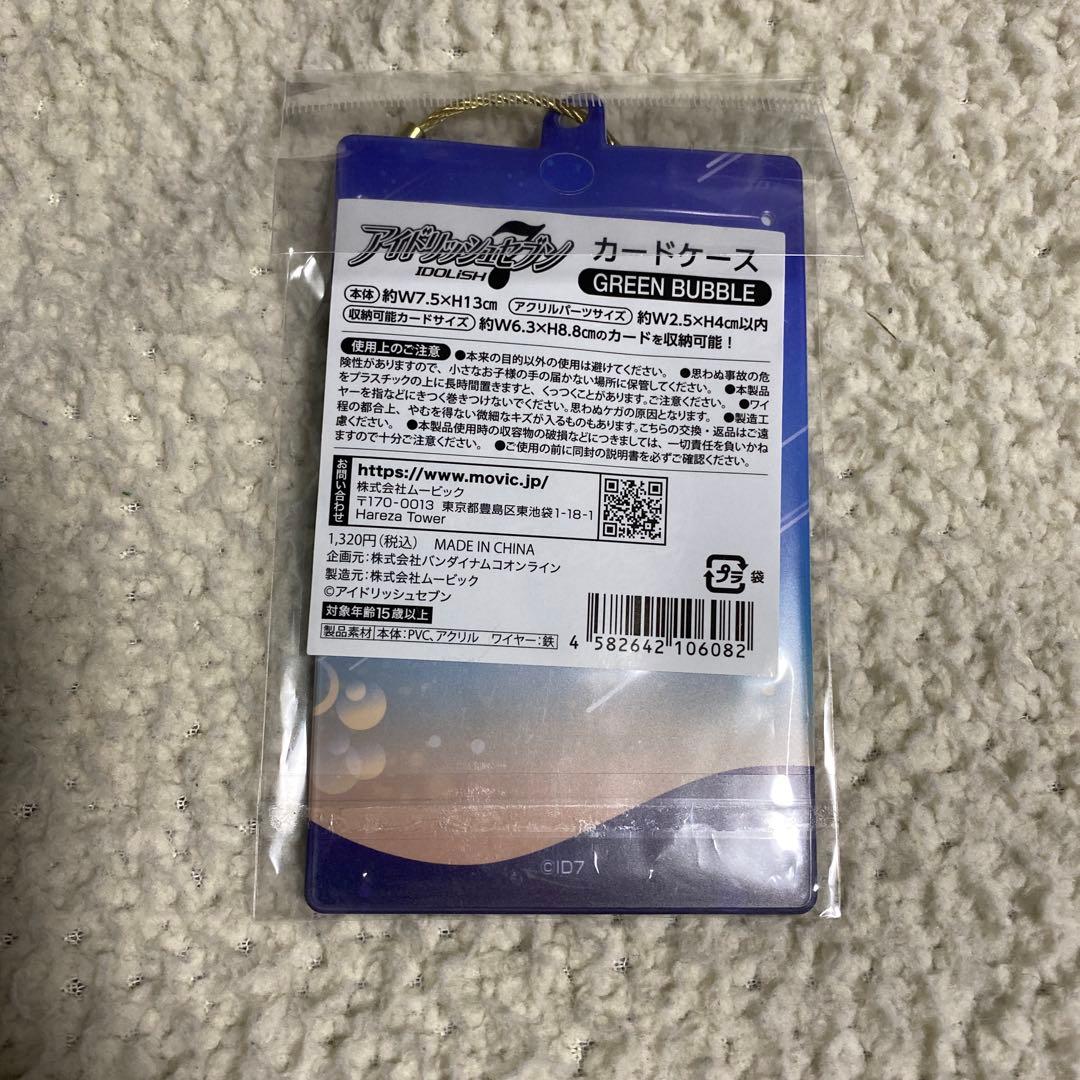 アイドリッシュセブン
IDOLiSH 7
カードケース
GREEN BUBBLE
本体 約W7.5×H13㎝ アクリルパーツサイズ 約W2.5×H4㎝以内
収納可能カードサイズ 約W6.3×H8.8㎝のカードを収納可能！
使用上のご注意 ●本来の目的以外の使用は避けてください。 ●思わぬ事故の危
険性がありますので、小さなお子様の手の届かない場所に保管してください。 ●本製品
をプラスチックの上に長時間置きますと、くっつくことがあります。ご注意ください。 ●ワイ
ヤーを指などにきつく巻きつけないでください。思わぬケガの原因となります。 ●製造工
程の都合上、やむを得ない微細なキズが入るものもあります。こちらの交換・返品はご遠
慮ください。 ●本製品使用時の収容物の破損などにつきましては、一切責任を負いかね
ますので十分ご注意ください。 ●ご使用の前に同封の説明書を必ずご確認ください。
お問い合わせ
https://www.movic.jp/
株式会社ムービック
〒170-0013 東京都豊島区東池袋1-18-1
Hareza Tower
1,320円（税込） MADE IN CHINA
企画元：株式会社バンダイナムコオンライン
製造元：株式会社ムービック
©アイドリッシュセブン
対象年齢15歳以上
製品素材 本体：PVC、アクリル ワイヤー：鉄
プラ 袋
4 582642 106082
©ID7